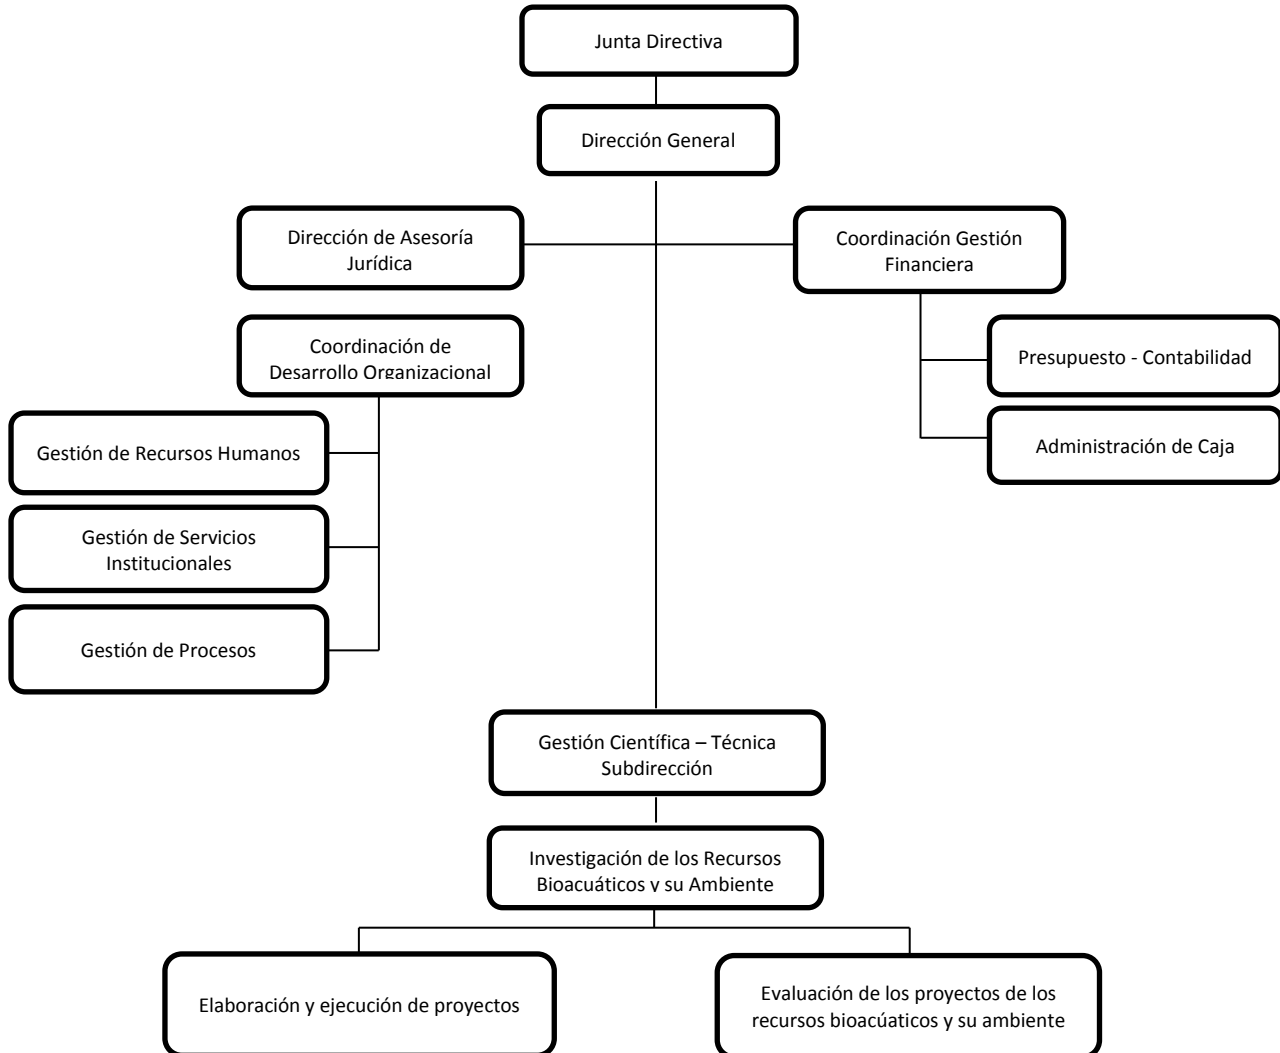 Junta Directiva
Dirección General
Dirección de Asesoría
Jurídica
Coordinación Gestión
Financiera
Coordinación de
Desarrollo Organizacional
Presupuesto - Contabilidad
Administración de Caja
Gestión de Recursos Humanos
Gestión de Servicios
Institucionales
Gestión de Procesos
Gestión Científica – Técnica
Subdirección
Investigación de los Recursos
Bioacuáticos y su Ambiente
Elaboración y ejecución de proyectos
Evaluación de los proyectos de los
recursos bioacúaticos y su ambiente